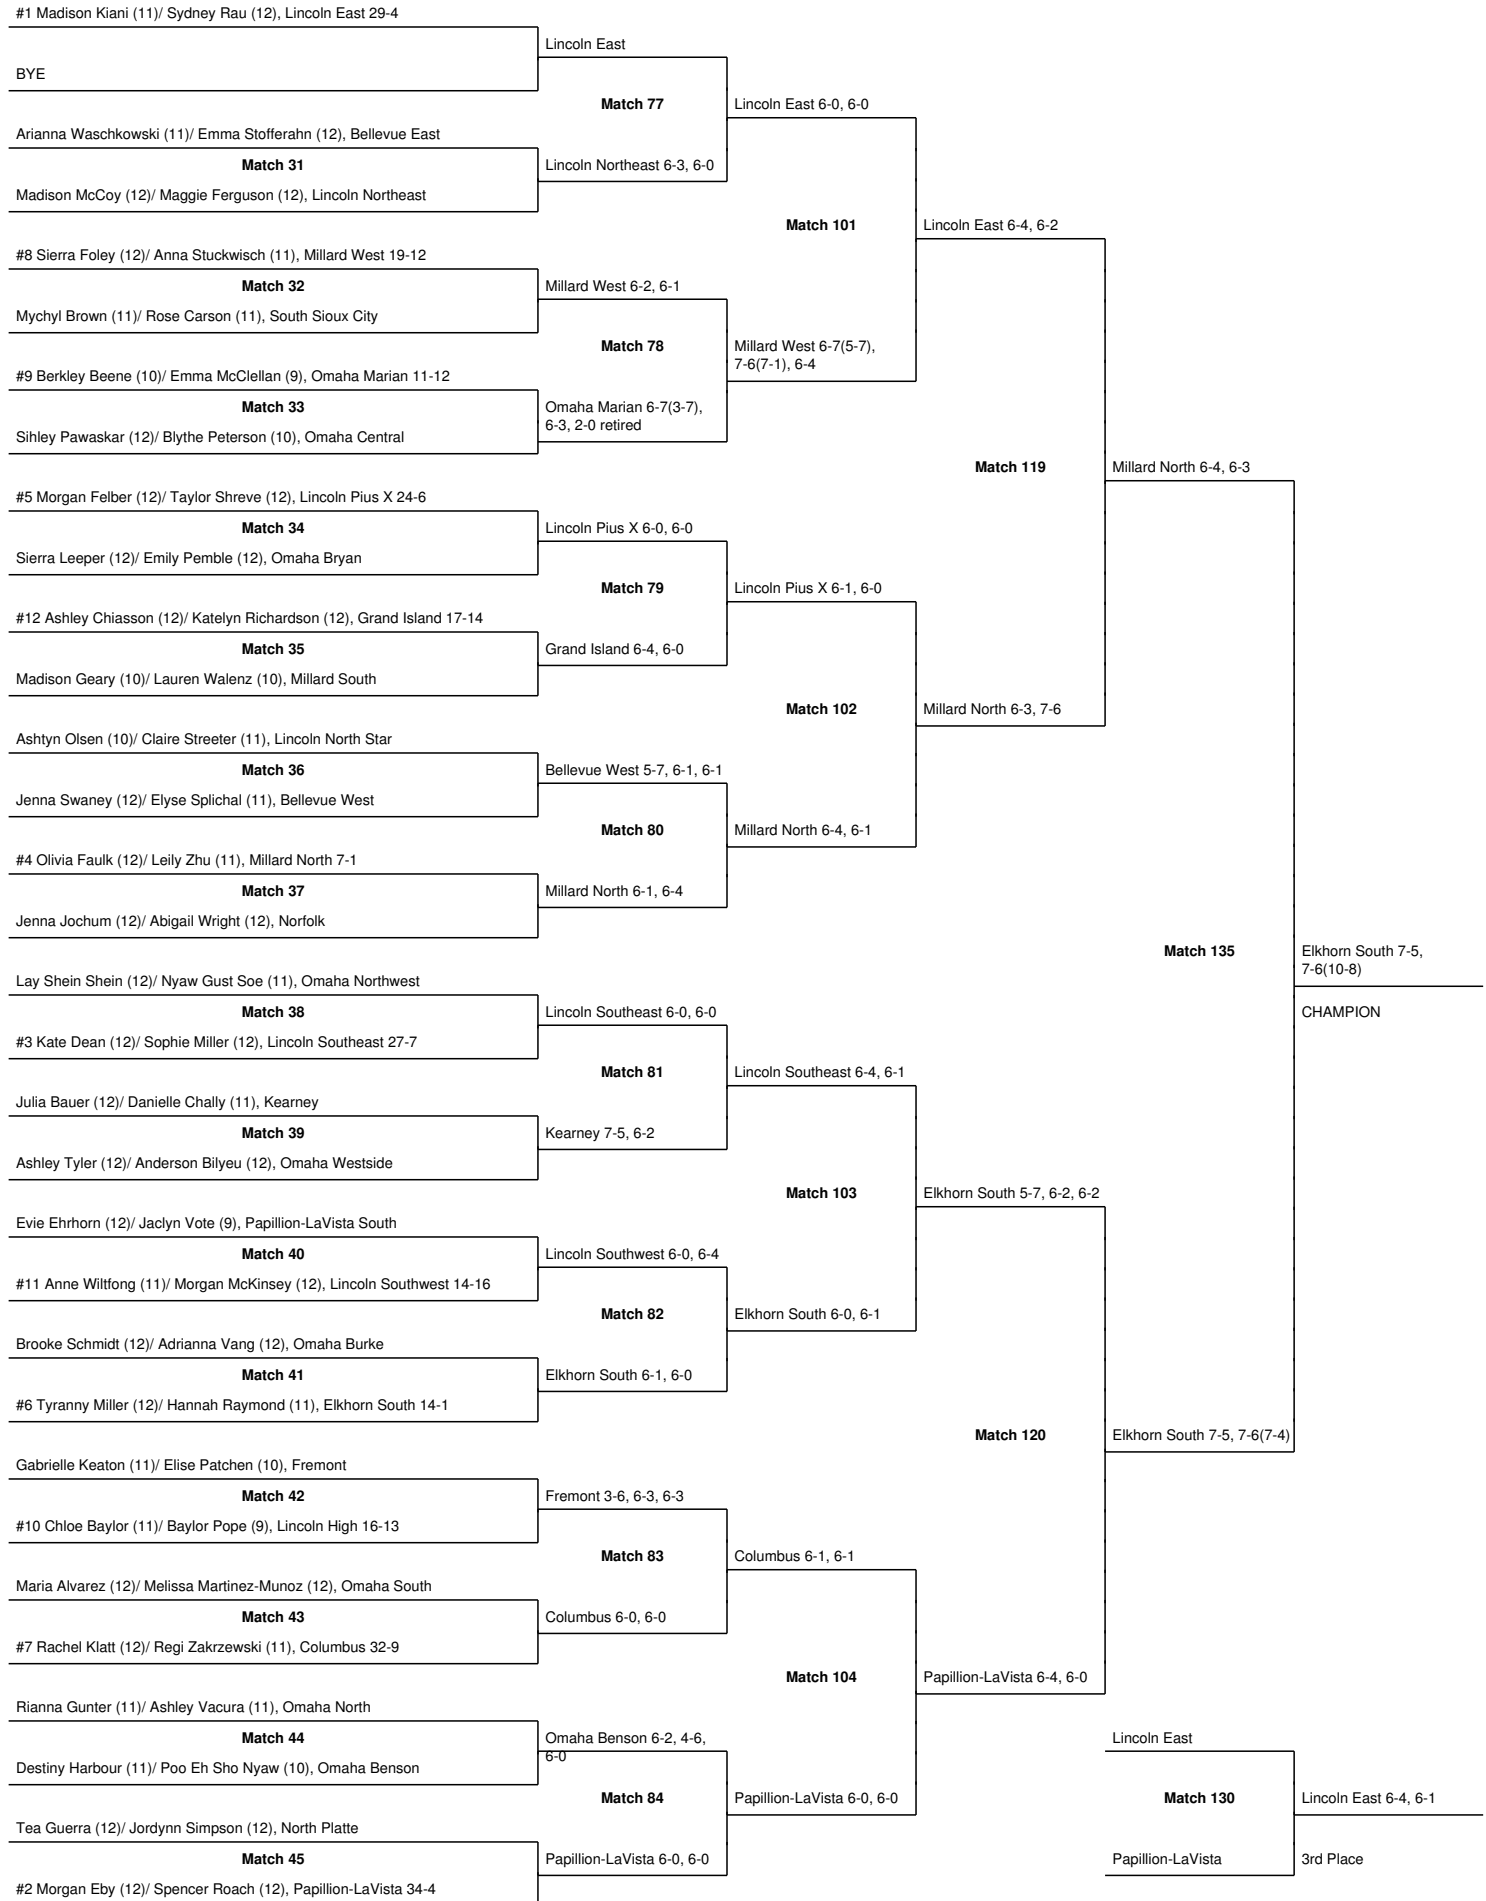 #1 Madison Kiani (11)/ Sydney Rau (12), Lincoln East 29-4
Lincoln East
BYE
Match 77
Lincoln East 6-0, 6-0
Arianna Waschkowski (11)/ Emma Stofferahn (12), Bellevue East
Match 31
Lincoln Northeast 6-3, 6-0
Madison McCoy (12)/ Maggie Ferguson (12), Lincoln Northeast
Match 101
Lincoln East 6-4, 6-2
#8 Sierra Foley (12)/ Anna Stuckwisch (11), Millard West 19-12
Match 32
Millard West 6-2, 6-1
Mychyl Brown (11)/ Rose Carson (11), South Sioux City
Match 78
Millard West 6-7(5-7),
7-6(7-1), 6-4
#9 Berkley Beene (10)/ Emma McClellan (9), Omaha Marian 11-12
Match 33
Omaha Marian 6-7(3-7),
6-3, 2-0 retired
Sihley Pawaskar (12)/ Blythe Peterson (10), Omaha Central
Match 119
Millard North 6-4, 6-3
#5 Morgan Felber (12)/ Taylor Shreve (12), Lincoln Pius X 24-6
Match 34
Lincoln Pius X 6-0, 6-0
Sierra Leeper (12)/ Emily Pemble (12), Omaha Bryan
Match 79
Lincoln Pius X 6-1, 6-0
#12 Ashley Chiasson (12)/ Katelyn Richardson (12), Grand Island 17-14
Match 35
Grand Island 6-4, 6-0
Madison Geary (10)/ Lauren Walenz (10), Millard South
Match 102
Millard North 6-3, 7-6
Ashtyn Olsen (10)/ Claire Streeter (11), Lincoln North Star
Match 36
Bellevue West 5-7, 6-1, 6-1
Jenna Swaney (12)/ Elyse Splichal (11), Bellevue West
Match 80
Millard North 6-4, 6-1
#4 Olivia Faulk (12)/ Leily Zhu (11), Millard North 7-1
Match 37
Millard North 6-1, 6-4
Jenna Jochum (12)/ Abigail Wright (12), Norfolk
Match 135
Elkhorn South 7-5,
7-6(10-8)
CHAMPION
Lay Shein Shein (12)/ Nyaw Gust Soe (11), Omaha Northwest
Match 38
Lincoln Southeast 6-0, 6-0
#3 Kate Dean (12)/ Sophie Miller (12), Lincoln Southeast 27-7
Match 81
Lincoln Southeast 6-4, 6-1
Julia Bauer (12)/ Danielle Chally (11), Kearney
Match 39
Kearney 7-5, 6-2
Ashley Tyler (12)/ Anderson Bilyeu (12), Omaha Westside
Match 103
Elkhorn South 5-7, 6-2, 6-2
Evie Ehrhorn (12)/ Jaclyn Vote (9), Papillion-LaVista South
Match 40
Lincoln Southwest 6-0, 6-4
#11 Anne Wiltfong (11)/ Morgan McKinsey (12), Lincoln Southwest 14-16
Match 82
Elkhorn South 6-0, 6-1
Brooke Schmidt (12)/ Adrianna Vang (12), Omaha Burke
Match 41
Elkhorn South 6-1, 6-0
#6 Tyranny Miller (12)/ Hannah Raymond (11), Elkhorn South 14-1
Match 120
Elkhorn South 7-5, 7-6(7-4)
Gabrielle Keaton (11)/ Elise Patchen (10), Fremont
Match 42
Fremont 3-6, 6-3, 6-3
#10 Chloe Baylor (11)/ Baylor Pope (9), Lincoln High 16-13
Match 83
Columbus 6-1, 6-1
Maria Alvarez (12)/ Melissa Martinez-Munoz (12), Omaha South
Match 43
Columbus 6-0, 6-0
#7 Rachel Klatt (12)/ Regi Zakrzewski (11), Columbus 32-9
Match 104
Papillion-LaVista 6-4, 6-0
Rianna Gunter (11)/ Ashley Vacura (11), Omaha North
Match 44
Omaha Benson 6-2, 4-6,
6-0
Destiny Harbour (11)/ Poo Eh Sho Nyaw (10), Omaha Benson
Match 84
Papillion-LaVista 6-0, 6-0
Tea Guerra (12)/ Jordynn Simpson (12), North Platte
Match 45
Papillion-LaVista 6-0, 6-0
#2 Morgan Eby (12)/ Spencer Roach (12), Papillion-LaVista 34-4
Lincoln East
Match 130
Lincoln East 6-4, 6-1
Papillion-LaVista
3rd Place